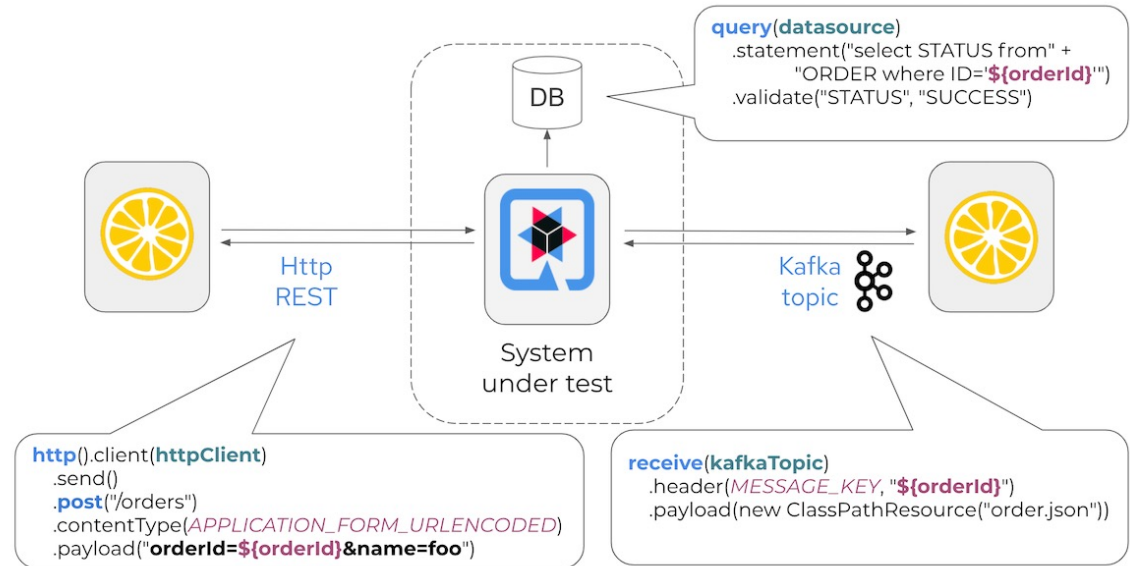 query(datasource)
.statement("select STATUS from" +
"ORDER where ID='${orderId}'")
.validate("STATUS", "SUCCESS")
DB
Http
REST
Kafka
topic
System
under test
http().client(httpClient)
.send()
.post("/orders")
.contentType(APPLICATION_FORM_URLENCODED)
.payload("orderId=${orderId}&name=foo")
receive(kafkaTopic)
.header(MESSAGE_KEY, "${orderId}")
.payload(new ClassPathResource("order.json"))